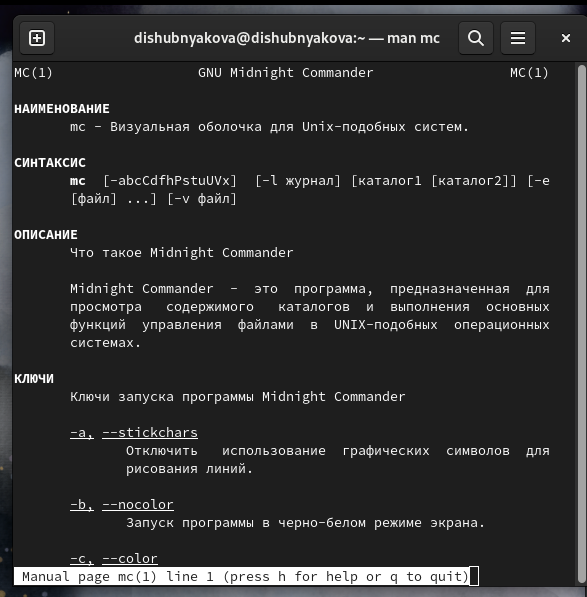 dishubnyakova@dishubnyakova:~ — man mc
MC(1) GNU Midnight Commander MC(1)
НАИМЕНОВАНИЕ
mc - Визуальная оболочка для Unix-подобных систем.
СИНТАКСИС
mc [-abcCdfhPstuUVx] [-l журнал] [каталог1 [каталог2]] [-e
[файл] ...] [-v файл]
ОПИСАНИЕ
Что такое Midnight Commander
Midnight Commander - это программа, предназначенная для
просмотра содержимого каталогов и выполнения основных
функций управления файлами в UNIX-подобных операционных
системах.
КЛЮЧИ
Ключи запуска программы Midnight Commander
-a, --stickchars
Отключить использование графических символов для
рисования линий.
-b, --nocolor
Запуск программы в черно-белом режиме экрана.
-c, --color
Manual page mc(1) line 1 (press h for help or q to quit)